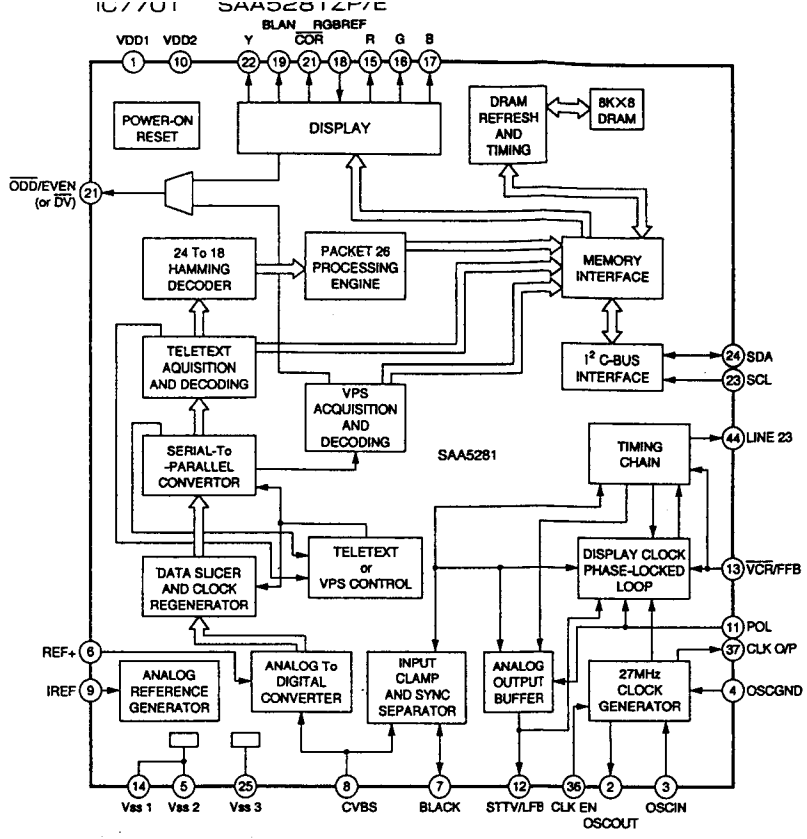 IC7701 SAA5281ZP/E
BLAN RGBREF
VDD1 VDD2 Y COR R G B
1 10 22 19 21 18 15 16 17
POWER-ON
RESET
DISPLAY
DRAM
REFRESH
AND
TIMING
8K×8
DRAM
ODD/EVEN
(or DV)
21
24 To 18
HAMMING
DECODER
PACKET 26
PROCESSING
ENGINE
MEMORY
INTERFACE
TELETEXT
AQUISITION
AND DECODING
I² C-BUS
INTERFACE
24 SDA
23 SCL
VPS
ACQUISITION
AND
DECODING
SERIAL-To
-PARALLEL
CONVERTOR
SAA5281
TIMING
CHAIN
44 LINE 23
TELETEXT
or
VPS CONTROL
DISPLAY CLOCK
PHASE-LOCKED
LOOP
13 VCR/FFB
DATA SLICER
AND CLOCK
REGENERATOR
11 POL
37 CLK O/P
REF+ 6
IREF 9
ANALOG
REFERENCE
GENERATOR
ANALOG To
DIGITAL
CONVERTER
INPUT
CLAMP
AND SYNC
SEPARATOR
ANALOG
OUTPUT
BUFFER
27MHz
CLOCK
GENERATOR
4 OSCGND
14 5 25 8 7 12 36 2 3
Vss 1 Vss 2 Vss 3 CVBS BLACK STTV/LFB CLK EN OSCIN
OSCOUT